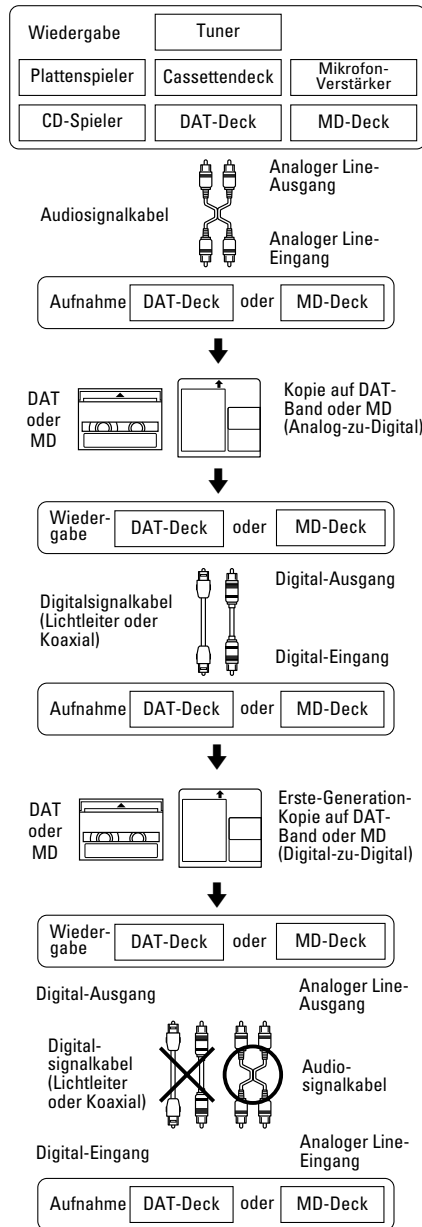 Wiedergabe
Tuner
Plattenspieler
Cassettendeck
Mikrofon-
Verstärker
CD-Spieler
DAT-Deck
MD-Deck
Audiosignalkabel
Analoger Line-
Ausgang
Analoger Line-
Eingang
Aufnahme DAT-Deck oder MD-Deck
DAT
oder
MD
Kopie auf DAT-
Band oder MD
(Analog-zu-Digital)
Wieder-
gabe DAT-Deck oder MD-Deck
Digitalsignalkabel
(Lichtleiter oder
Koaxial)
Digital-Ausgang
Digital-Eingang
Aufnahme DAT-Deck oder MD-Deck
DAT
oder
MD
Erste-Generation-
Kopie auf DAT-
Band oder MD
(Digital-zu-Digital)
Wieder-
gabe DAT-Deck oder MD-Deck
Digital-Ausgang
Analoger Line-
Ausgang
Digital-
signalkabel
(Lichtleiter
oder Koaxial)
Audio-
signalkabel
Digital-Eingang
Analoger Line-
Eingang
Aufnahme DAT-Deck oder MD-Deck